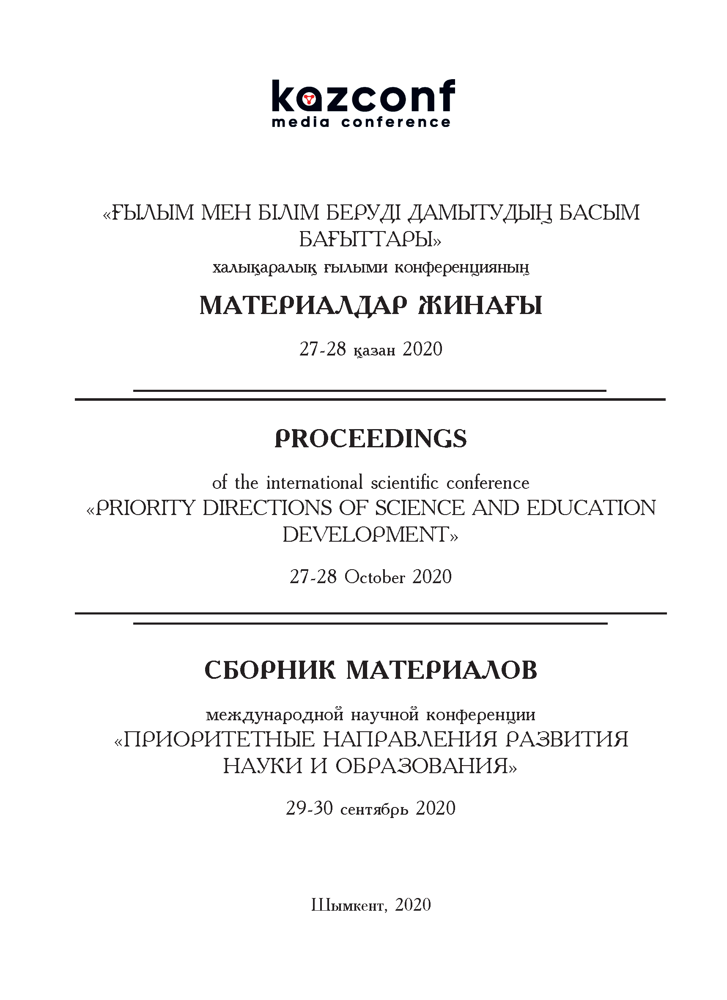 kazconf
media conference
«ҒЫЛЫМ МЕН БІЛІМ БЕРУДІ ДАМЫТУДЫҢ БАСЫМ
БАҒЫТТАРЫ»
халықаралық ғылыми конференцияның
МАТЕРИАЛДАР ЖИНАҒЫ
27-28 қазан 2020
PROCEEDINGS
of the international scientific conference
«PRIORITY DIRECTIONS OF SCIENCE AND EDUCATION
DEVELOPMENT»
27-28 October 2020
СБОРНИК МАТЕРИАЛОВ
международной научной конференции
«ПРИОРИТЕТНЫЕ НАПРАВЛЕНИЯ РАЗВИТИЯ
НАУКИ И ОБРАЗОВАНИЯ»
29-30 сентябрь 2020
Шымкент, 2020